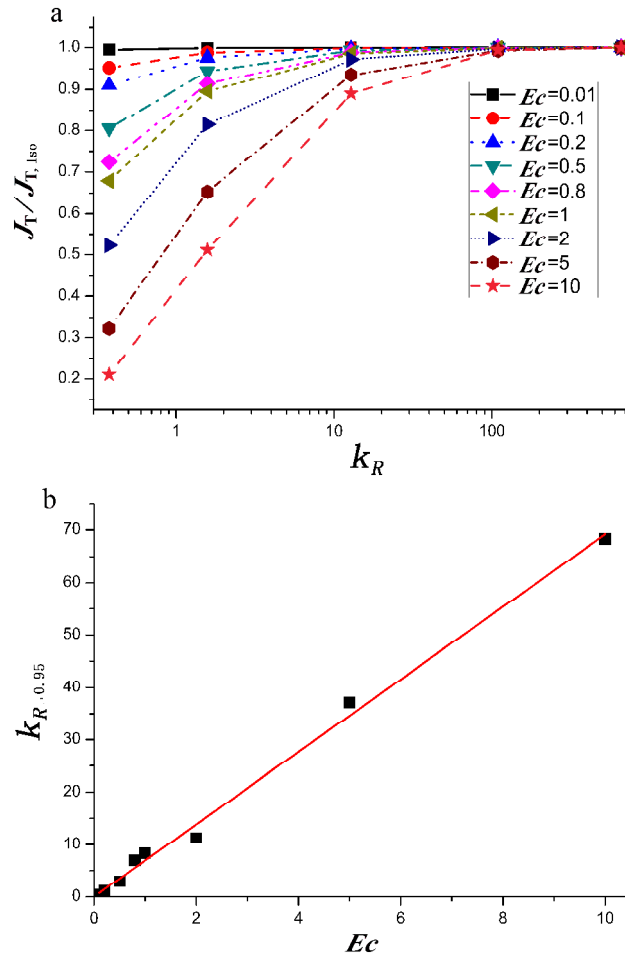 a
1.0
0.9
0.8
0.7
0.6
0.5
0.4
0.3
0.2
J_T/J_T, Iso
Ec=0.01
Ec=0.1
Ec=0.2
Ec=0.5
Ec=0.8
Ec=1
Ec=2
Ec=5
Ec=10
1 10 100
k_R
b
70
60
50
40
30
20
10
0
k_R,0.95
0 2 4 6 8 10
Ec